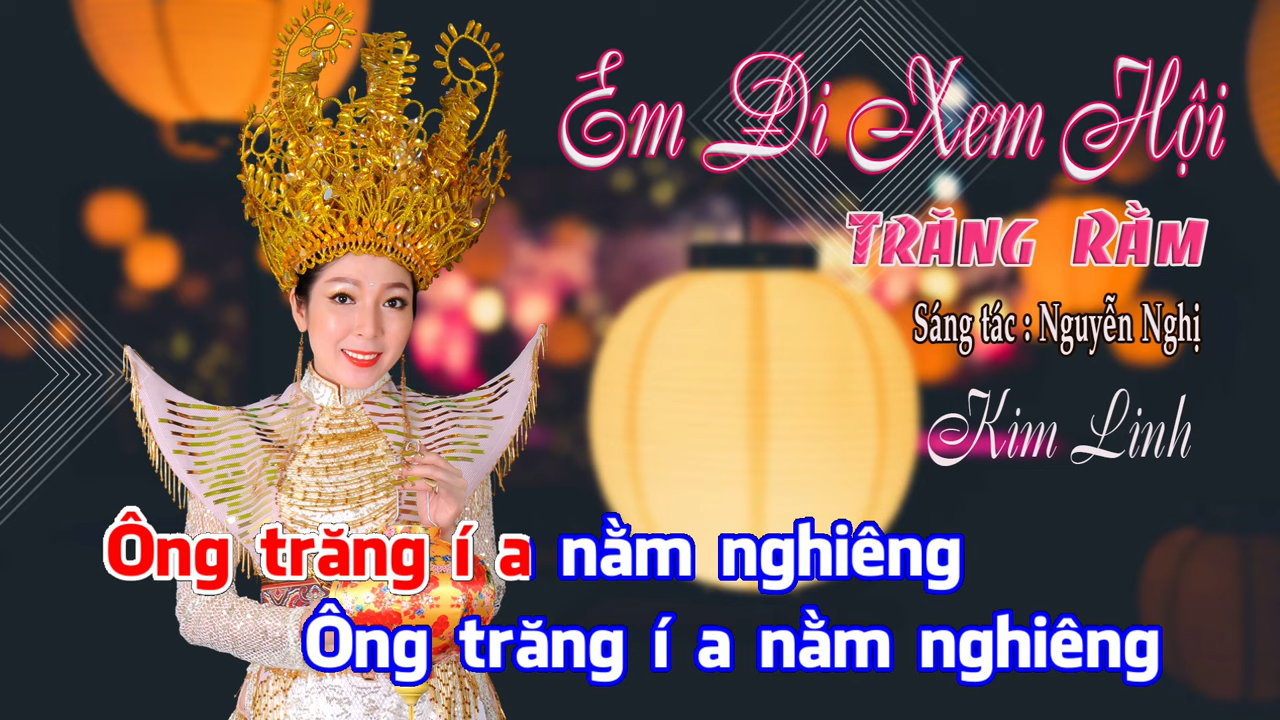 Em Đi Xem Hội
TRĂNG RẰM
Sáng tác : Nguyễn Nghị
Kim Linh
Ông trăng í a nằm nghiêng
Ông trăng í a nằm nghiêng